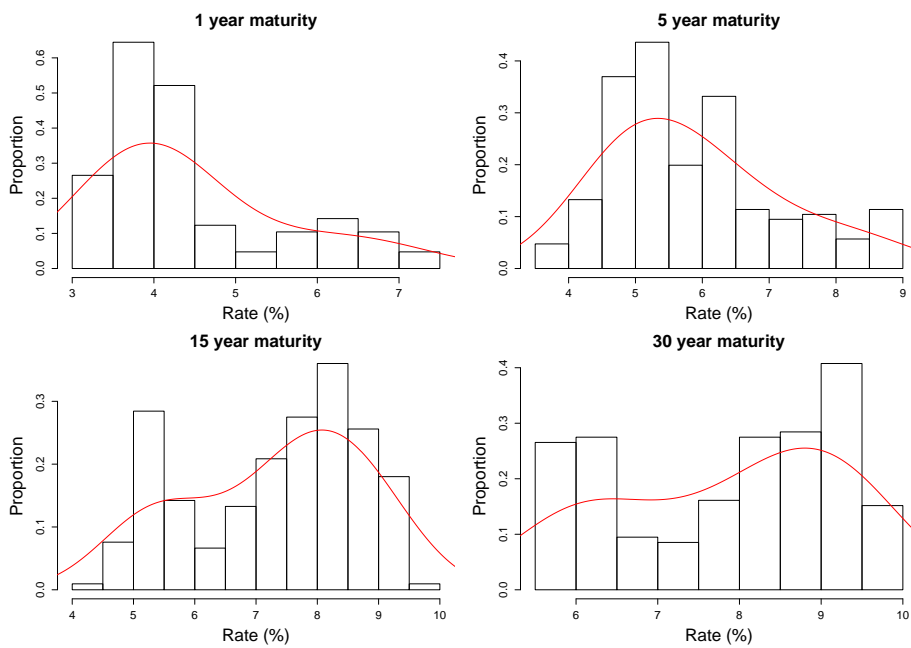 1 year maturity
Proportion
0.0 0.1 0.2 0.3 0.4 0.5 0.6
3 4 5 6 7
Rate (%)
5 year maturity
Proportion
0.0 0.1 0.2 0.3 0.4
4 5 6 7 8 9
Rate (%)
15 year maturity
Proportion
0.0 0.1 0.2 0.3
4 5 6 7 8 9 10
Rate (%)
30 year maturity
Proportion
0.0 0.1 0.2 0.3 0.4
6 7 8 9 10
Rate (%)